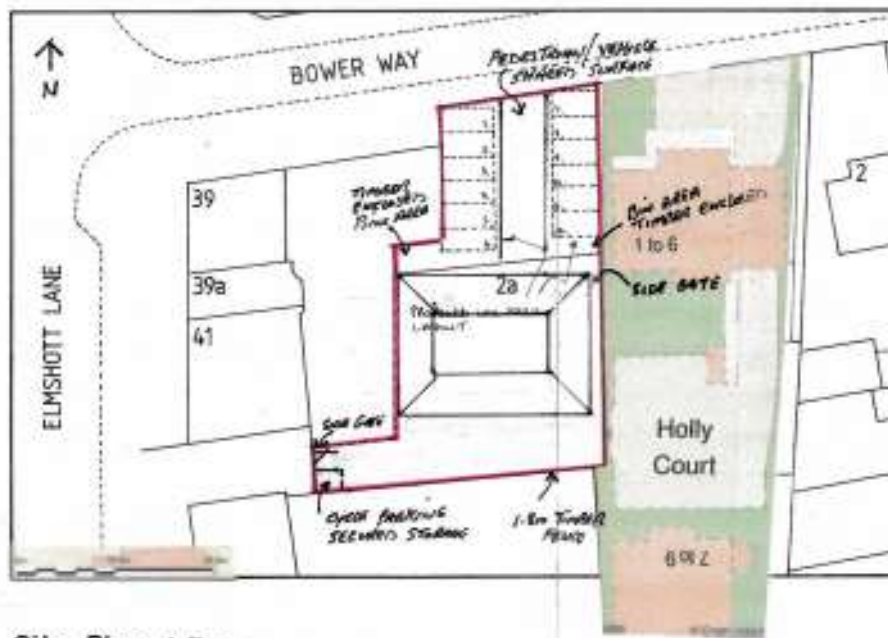 N
BOWER WAY
PEDESTRIAN/ VEHICLE
SHARED SURFACE
39
TIMBER
ENCLOSED
BIN AREA
BIN AREA
TIMBER ENCLOSED
1 to 6
2
ELMSHOTT LANE
39a
2a
SIDE GATE
41
LAYOUT
Holly
Court
SIDE GATE
CYCLE PARKING
SECURED STORAGE
1.8m TIMBER
FENCE
7 to 9